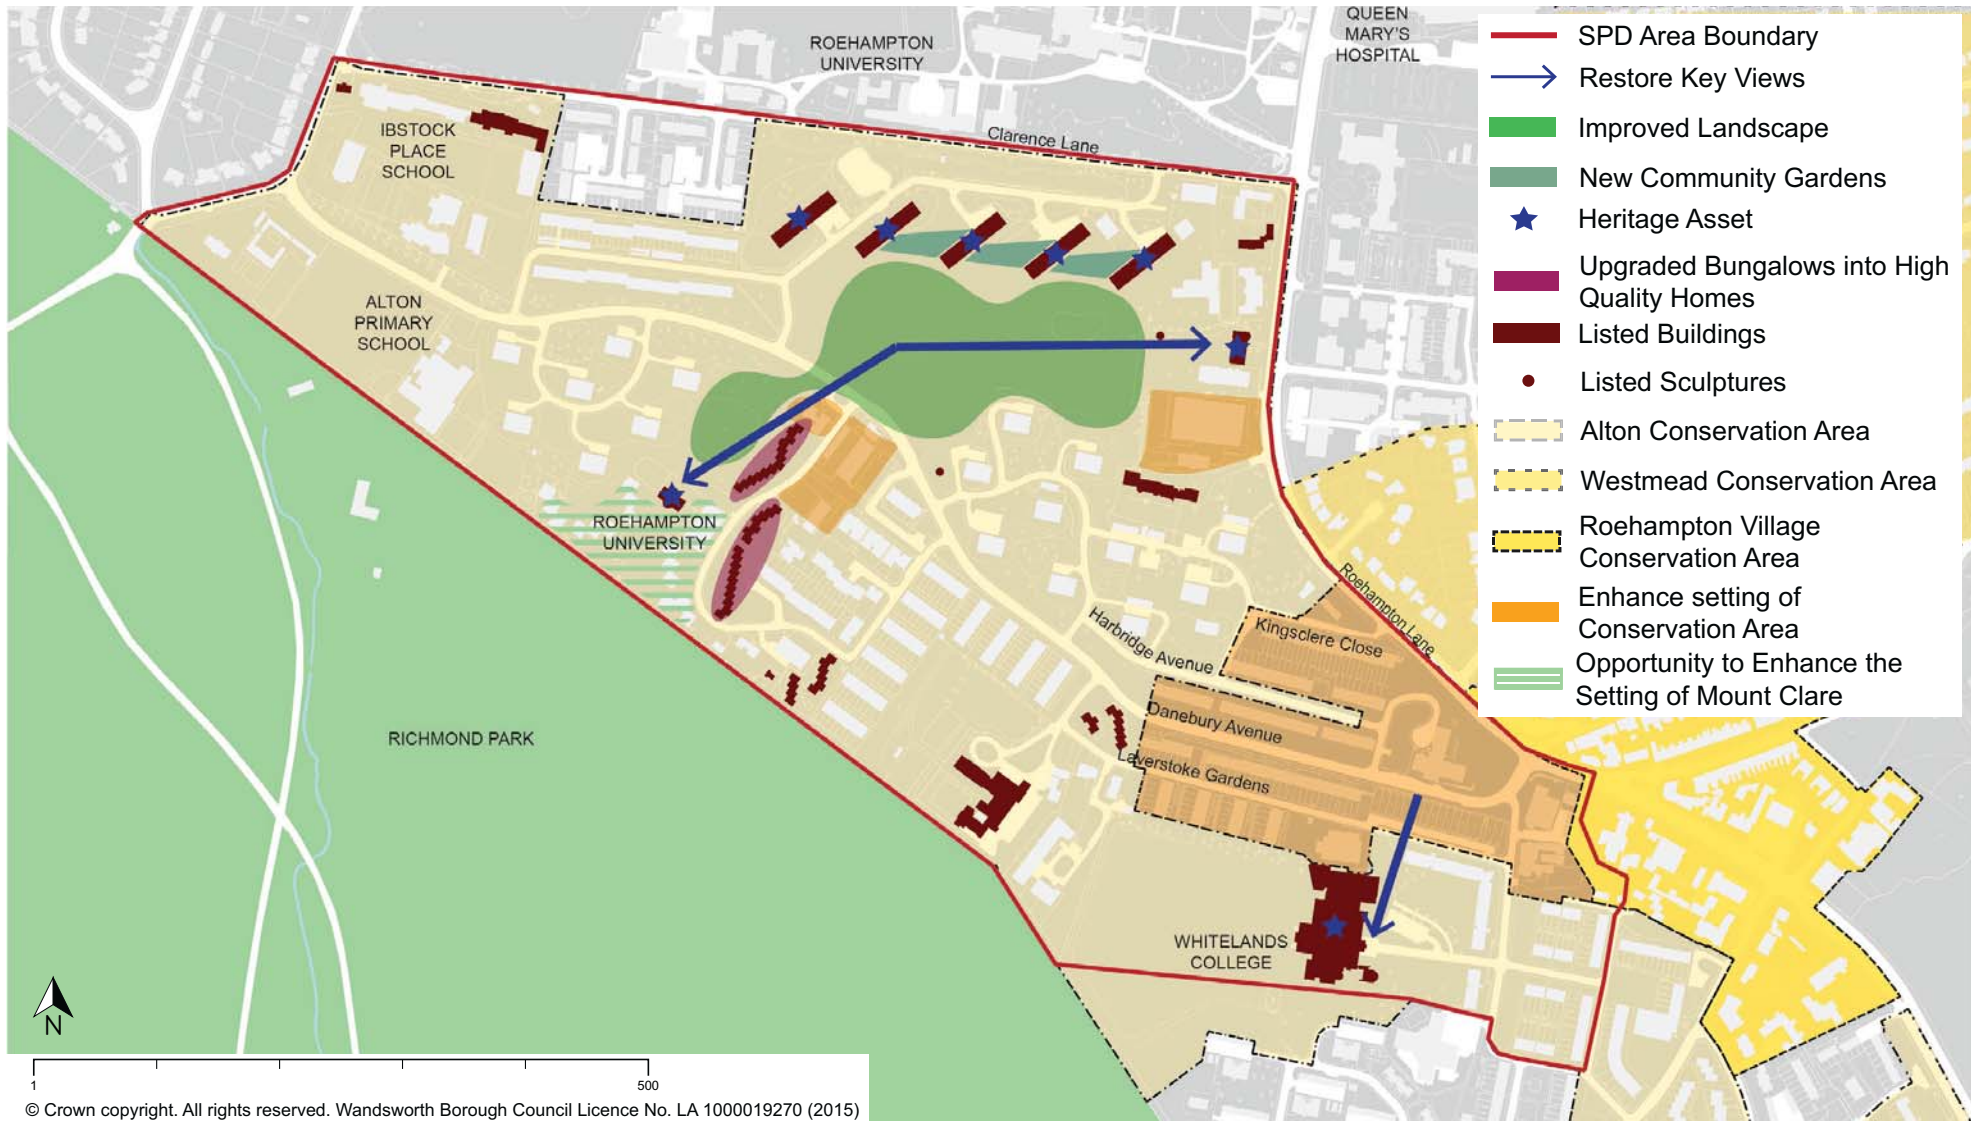 QUEEN
MARY'S
HOSPITAL
ROEHAMPTON
UNIVERSITY
Clarence Lane
IBSTOCK
PLACE
SCHOOL
ALTON
PRIMARY
SCHOOL
ROEHAMPTON
UNIVERSITY
RICHMOND PARK
Roehampton Lane
Kingsclere Close
Harbridge Avenue
Danebury Avenue
Laverstoke Gardens
WHITELANDS
COLLEGE
SPD Area Boundary
Restore Key Views
Improved Landscape
New Community Gardens
Heritage Asset
Upgraded Bungalows into High
Quality Homes
Listed Buildings
Listed Sculptures
Alton Conservation Area
Westmead Conservation Area
Roehampton Village
Conservation Area
Enhance setting of
Conservation Area
Opportunity to Enhance the
Setting of Mount Clare
N
1
500
© Crown copyright. All rights reserved. Wandsworth Borough Council Licence No. LA 1000019270 (2015)